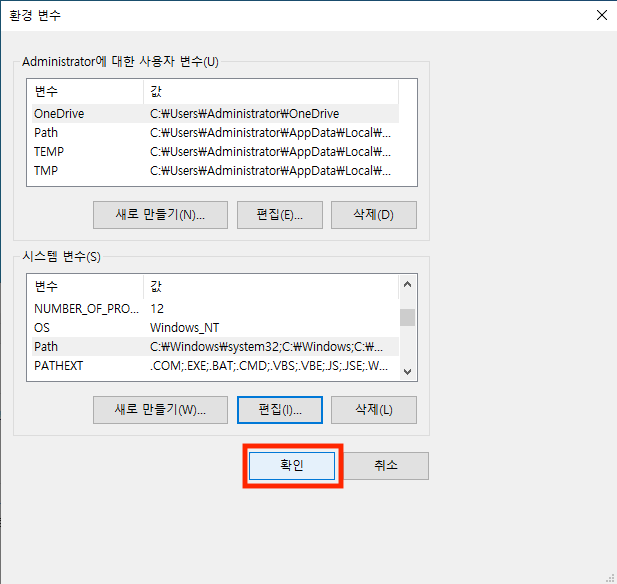 환경 변수
Administrator에 대한 사용자 변수(U)
변수 값
OneDrive C:₩Users₩Administrator₩OneDrive
Path C:₩Users₩Administrator₩AppData₩Local₩...
TEMP C:₩Users₩Administrator₩AppData₩Local₩...
TMP C:₩Users₩Administrator₩AppData₩Local₩...
새로 만들기(N)... 편집(E)... 삭제(D)
시스템 변수(S)
변수 값
NUMBER_OF_PRO... 12
OS Windows_NT
Path C:₩Windows₩system32;C:₩Windows;C:₩...
PATHEXT .COM;.EXE;.BAT;.CMD;.VBS;.VBE;.JS;.JSE;.W...
새로 만들기(W)... 편집(I)... 삭제(L)
확인 취소